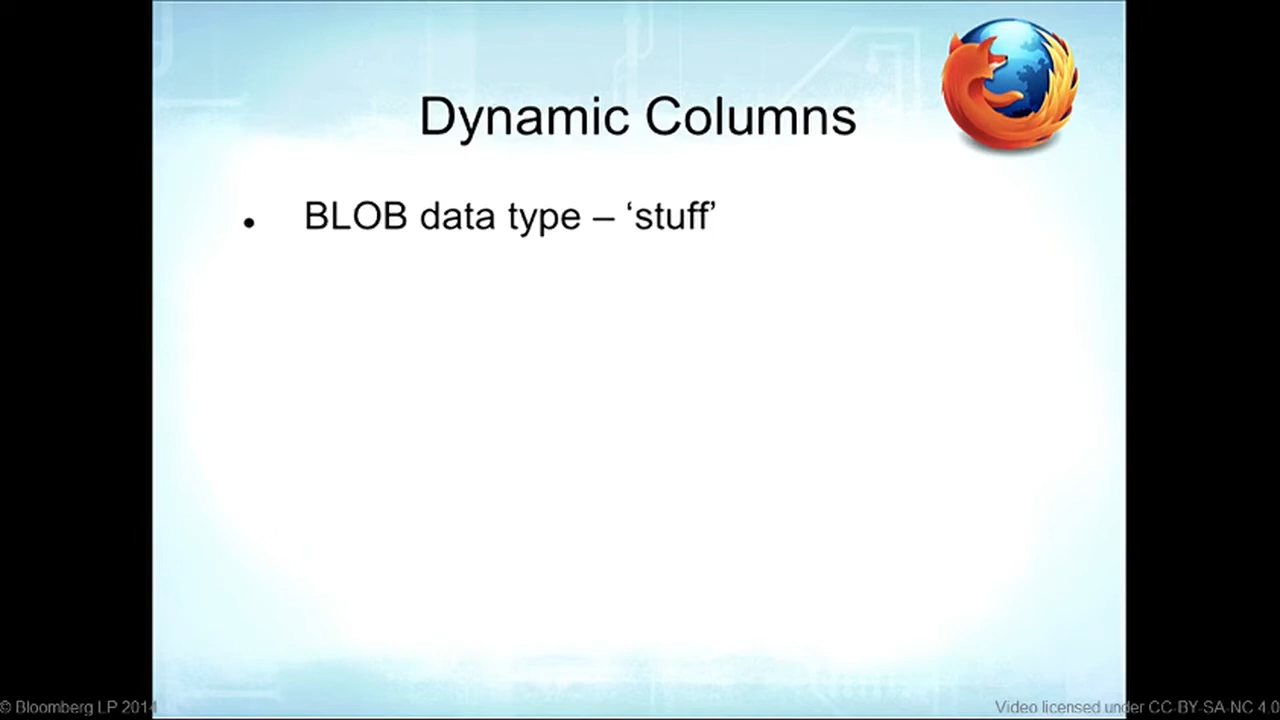 Dynamic Columns
• BLOB data type – ‘stuff’
© Bloomberg LP 2014
Video licensed under CC-BY-SA-NC 4.0